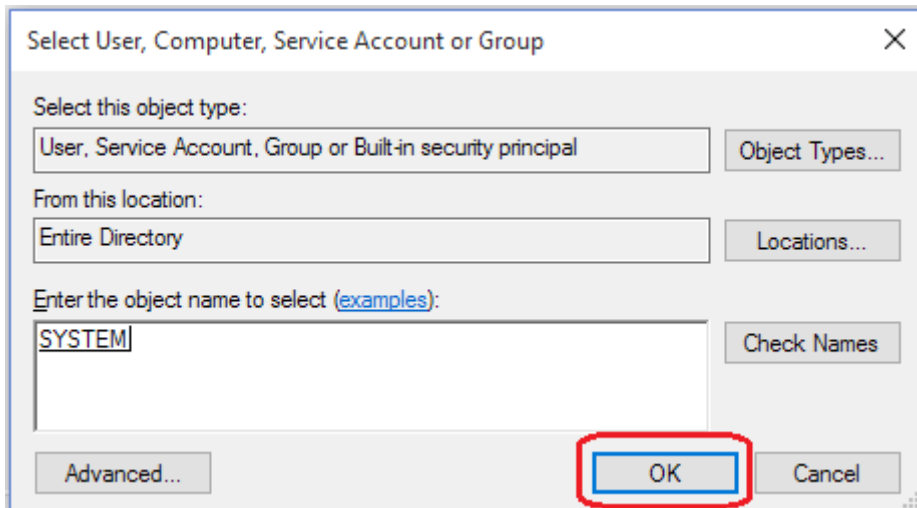 Select User, Computer, Service Account or Group
Select this object type:
User, Service Account, Group or Built-in security principal
Object Types...
From this location:
Entire Directory
Locations...
Enter the object name to select (examples):
SYSTEM
Check Names
Advanced...
OK
Cancel